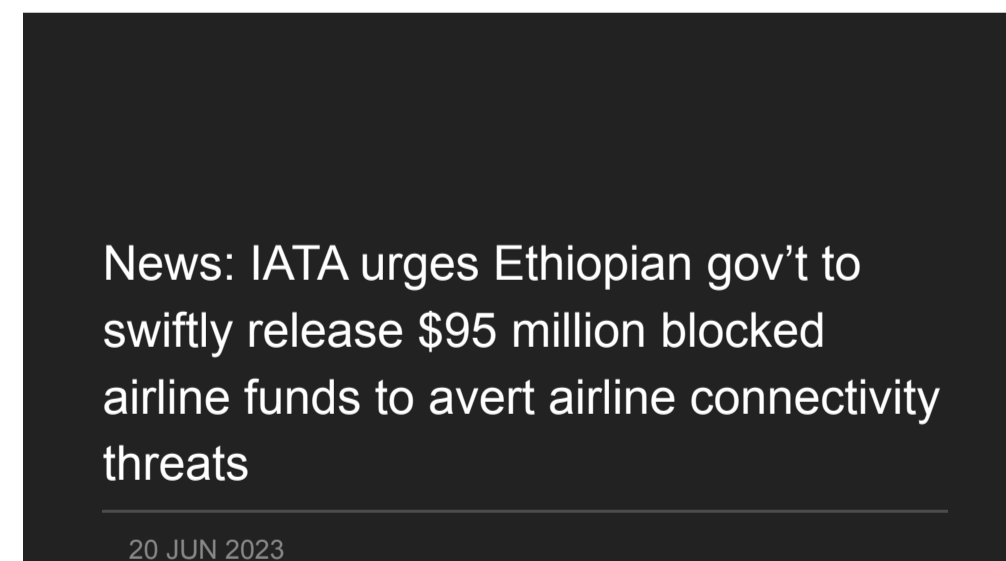 News: IATA urges Ethiopian gov’t to
swiftly release $95 million blocked
airline funds to avert airline connectivity
threats
20 JUN 2023